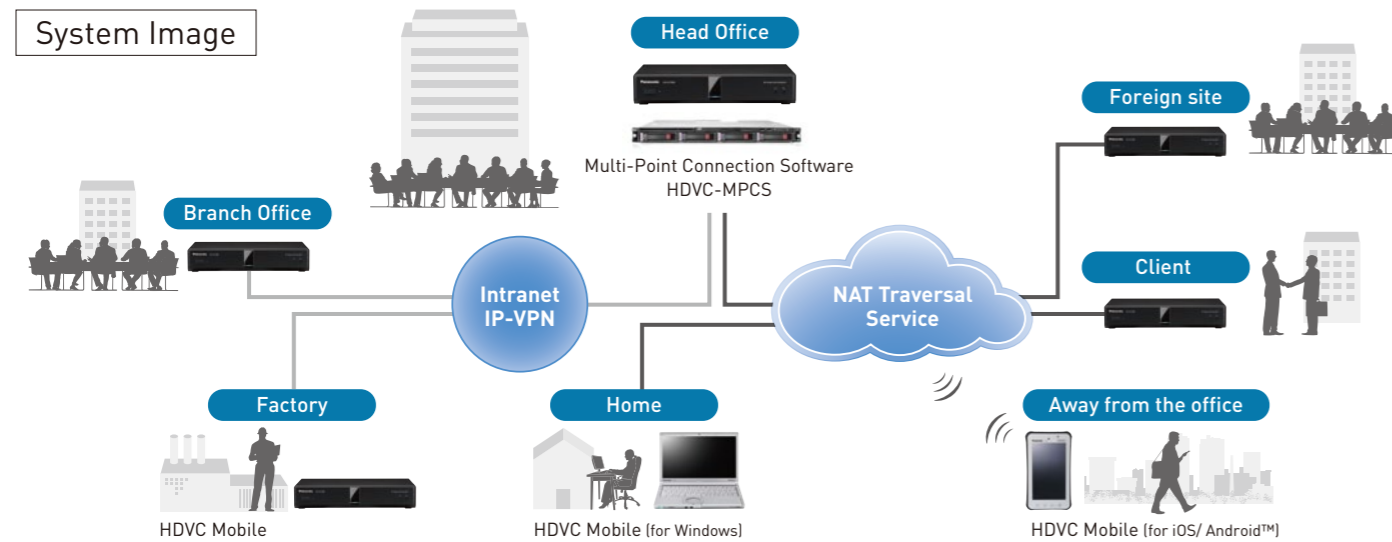 System Image
Head Office
Multi-Point Connection Software
HDVC-MPCS
Foreign site
Branch Office
Client
Intranet
IP-VPN
NAT Traversal
Service
Factory
Home
Away from the office
HDVC Mobile
HDVC Mobile (for Windows)
HDVC Mobile (for iOS/ Android™)